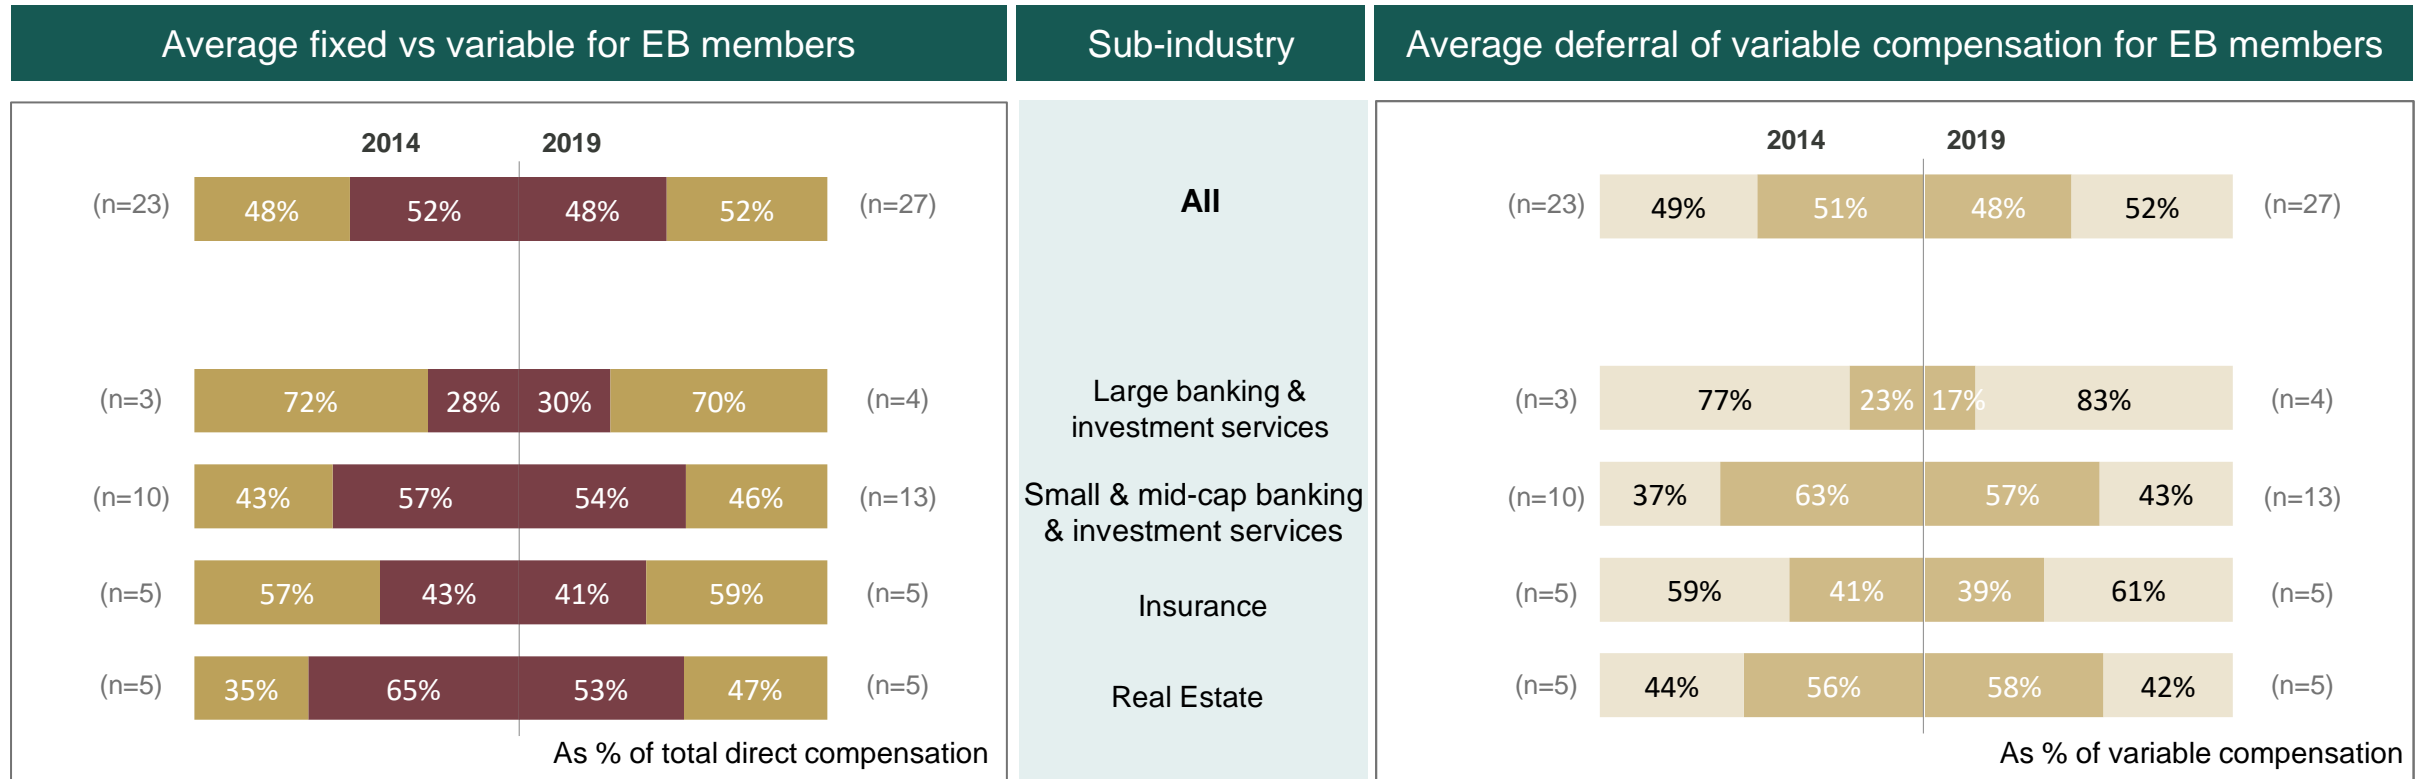 Average fixed vs variable for EB members
Sub-industry
Average deferral of variable compensation for EB members
2014 2019
(n=23) 48% 52% 48% 52% (n=27)
All
2014 2019
(n=23) 49% 51% 48% 52% (n=27)
(n=3) 72% 28% 30% 70% (n=4)
Large banking &
investment services
(n=3) 77% 23% 17% 83% (n=4)
(n=10) 43% 57% 54% 46% (n=13)
Small & mid-cap banking
& investment services
(n=10) 37% 63% 57% 43% (n=13)
(n=5) 57% 43% 41% 59% (n=5)
Insurance
(n=5) 59% 41% 39% 61% (n=5)
(n=5) 35% 65% 53% 47% (n=5)
Real Estate
(n=5) 44% 56% 58% 42% (n=5)
As % of total direct compensation
As % of variable compensation